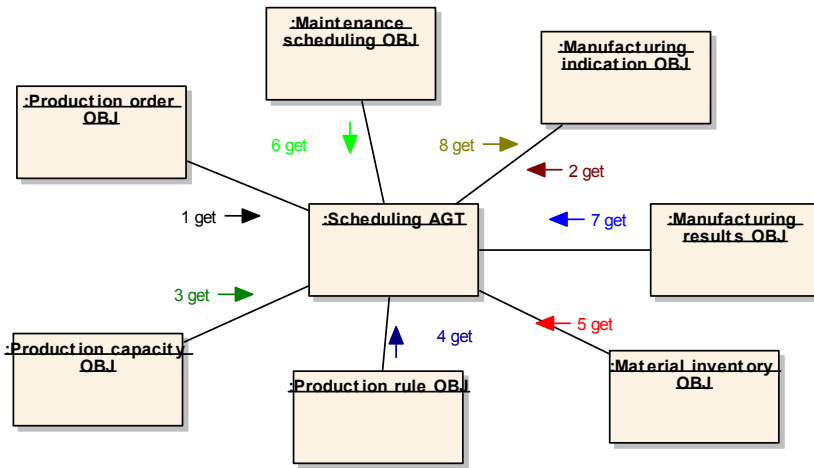 :Maintenance
scheduling OBJ
:Manufacturing
indication OBJ
:Production order
OBJ
6 get
8 get
2 get
1 get
:Scheduling AGT
7 get
:Manufacturing
results OBJ
3 get
5 get
4 get
:Production capacity
OBJ
:Production rule OBJ
:Material inventory
OBJ